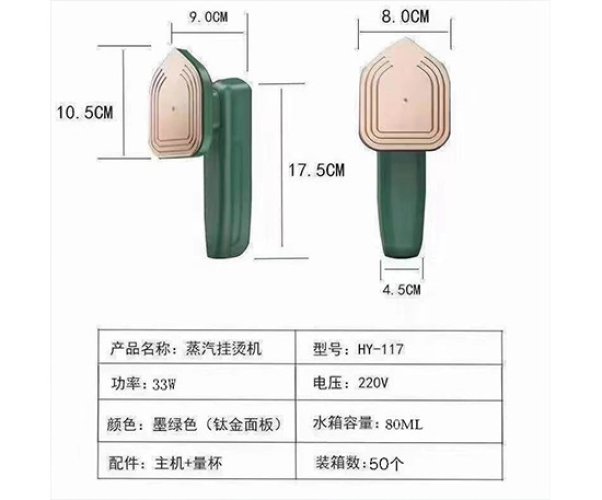 9.0CM
8.0CM
10.5CM
17.5CM
4.5CM
产品名称：蒸汽挂烫机 型号：HY-117
功率：33W 电压：220V
颜色：墨绿色（钛金面板） 水箱容量：80ML
配件：主机+量杯 装箱数：50个